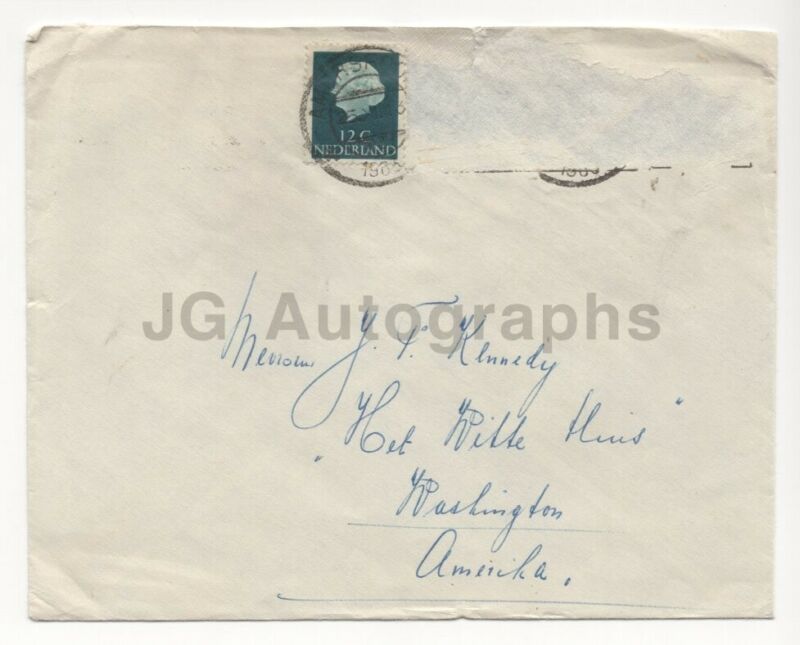 12 C
NEDERLAND
196
JG Autographs
Mevrouw J. F. Kennedy
"Het Witte Huis"
Washington
Amerika.